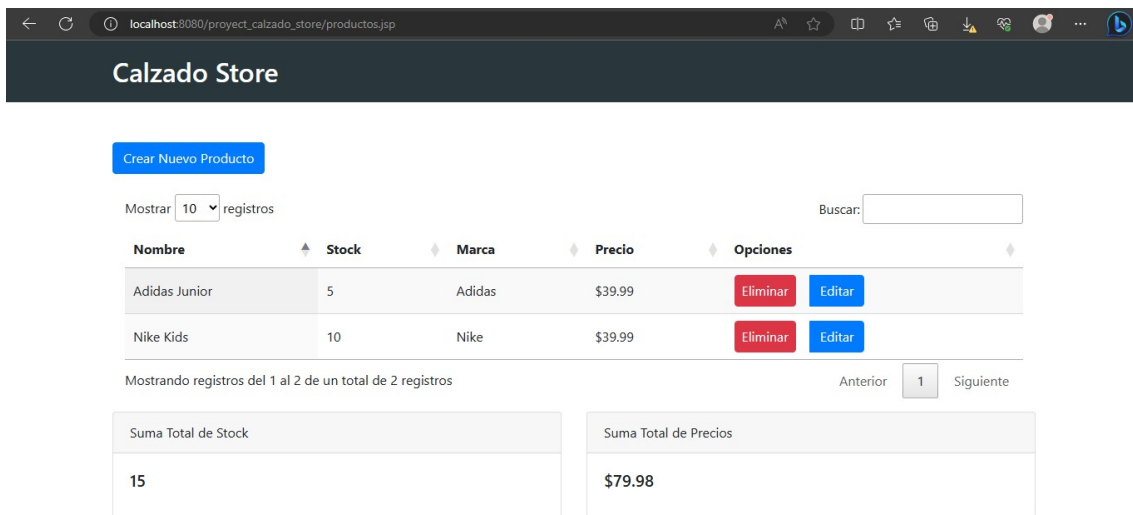 localhost:8080/proyect_calzado_store/productos.jsp
Calzado Store
Crear Nuevo Producto
Mostrar 10 registros Buscar:
Nombre Stock Marca Precio Opciones
Adidas Junior 5 Adidas $39.99 Eliminar Editar
Nike Kids 10 Nike $39.99 Eliminar Editar
Mostrando registros del 1 al 2 de un total de 2 registros Anterior 1 Siguiente
Suma Total de Stock Suma Total de Precios
15 $79.98